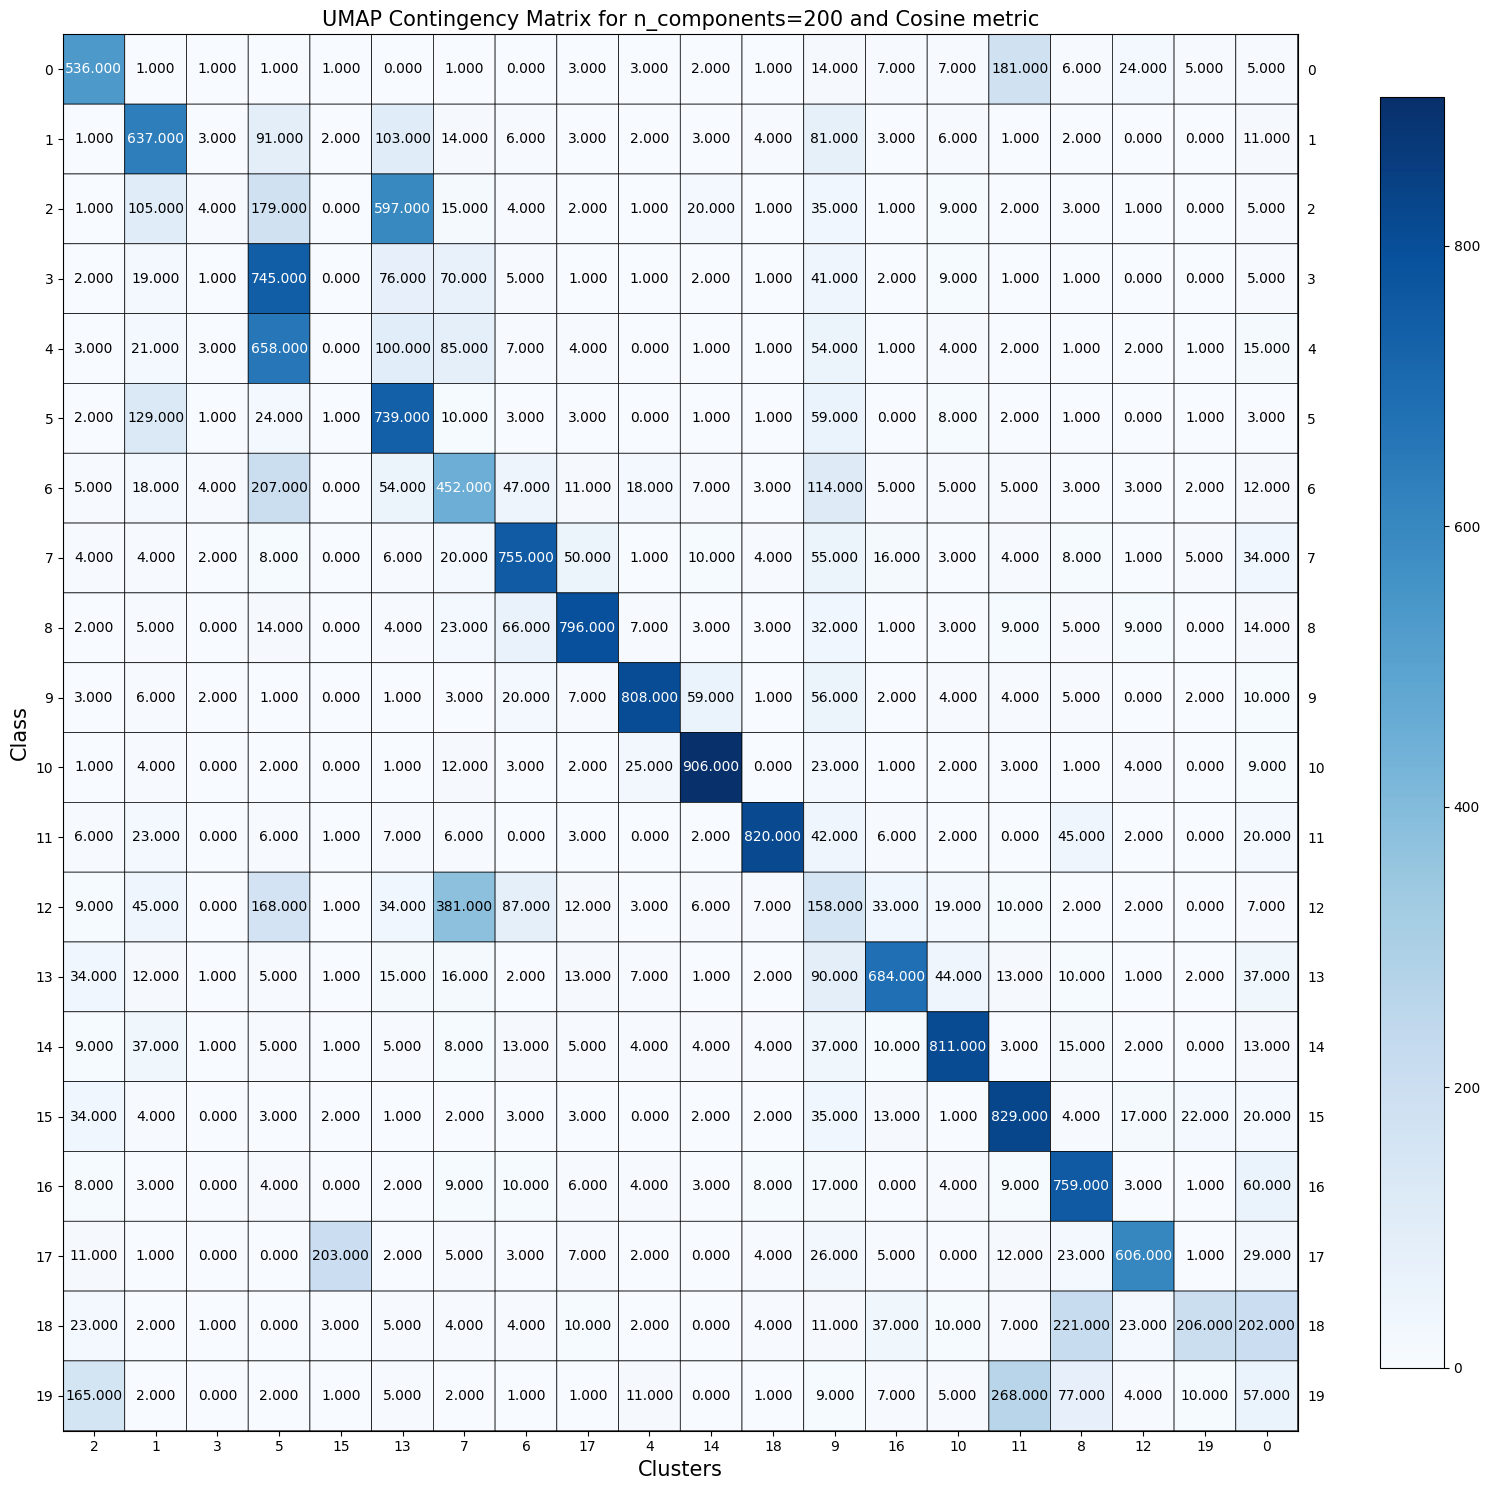 UMAP Contingency Matrix for n_components=200 and Cosine metric
0 536.000 1.000 1.000 1.000 1.000 0.000 1.000 0.000 3.000 3.000 2.000 1.000 14.000 7.000 7.000 181.000 6.000 24.000 5.000 5.000 0
1 1.000 637.000 3.000 91.000 2.000 103.000 14.000 6.000 3.000 2.000 3.000 4.000 81.000 3.000 6.000 1.000 2.000 0.000 0.000 11.000 1
2 1.000 105.000 4.000 179.000 0.000 597.000 15.000 4.000 2.000 1.000 20.000 1.000 35.000 1.000 9.000 2.000 3.000 1.000 0.000 5.000 2
3 2.000 19.000 1.000 745.000 0.000 76.000 70.000 5.000 1.000 1.000 2.000 1.000 41.000 2.000 9.000 1.000 1.000 0.000 0.000 5.000 3
4 3.000 21.000 3.000 658.000 0.000 100.000 85.000 7.000 4.000 0.000 1.000 1.000 54.000 1.000 4.000 2.000 1.000 2.000 1.000 15.000 4
5 2.000 129.000 1.000 24.000 1.000 739.000 10.000 3.000 3.000 0.000 1.000 1.000 59.000 0.000 8.000 2.000 1.000 0.000 1.000 3.000 5
6 5.000 18.000 4.000 207.000 0.000 54.000 452.000 47.000 11.000 18.000 7.000 3.000 114.000 5.000 5.000 5.000 3.000 3.000 2.000 12.000 6
7 4.000 4.000 2.000 8.000 0.000 6.000 20.000 755.000 50.000 1.000 10.000 4.000 55.000 16.000 3.000 4.000 8.000 1.000 5.000 34.000 7
8 2.000 5.000 0.000 14.000 0.000 4.000 23.000 66.000 796.000 7.000 3.000 3.000 32.000 1.000 3.000 9.000 5.000 9.000 0.000 14.000 8
9 3.000 6.000 2.000 1.000 0.000 1.000 3.000 20.000 7.000 808.000 59.000 1.000 56.000 2.000 4.000 4.000 5.000 0.000 2.000 10.000 9
10 1.000 4.000 0.000 2.000 0.000 1.000 12.000 3.000 2.000 25.000 906.000 0.000 23.000 1.000 2.000 3.000 1.000 4.000 0.000 9.000 10
11 6.000 23.000 0.000 6.000 1.000 7.000 6.000 0.000 3.000 0.000 2.000 820.000 42.000 6.000 2.000 0.000 45.000 2.000 0.000 20.000 11
12 9.000 45.000 0.000 168.000 1.000 34.000 381.000 87.000 12.000 3.000 6.000 7.000 158.000 33.000 19.000 10.000 2.000 2.000 0.000 7.000 12
13 34.000 12.000 1.000 5.000 1.000 15.000 16.000 2.000 13.000 7.000 1.000 2.000 90.000 684.000 44.000 13.000 10.000 1.000 2.000 37.000 13
14 9.000 37.000 1.000 5.000 1.000 5.000 8.000 13.000 5.000 4.000 4.000 4.000 37.000 10.000 811.000 3.000 15.000 2.000 0.000 13.000 14
15 34.000 4.000 0.000 3.000 2.000 1.000 2.000 3.000 3.000 0.000 2.000 2.000 35.000 13.000 1.000 829.000 4.000 17.000 22.000 20.000 15
16 8.000 3.000 0.000 4.000 0.000 2.000 9.000 10.000 6.000 4.000 3.000 8.000 17.000 0.000 4.000 9.000 759.000 3.000 1.000 60.000 16
17 11.000 1.000 0.000 0.000 203.000 2.000 5.000 3.000 7.000 2.000 0.000 4.000 26.000 5.000 0.000 12.000 23.000 606.000 1.000 29.000 17
18 23.000 2.000 1.000 0.000 3.000 5.000 4.000 4.000 10.000 2.000 0.000 4.000 11.000 37.000 10.000 7.000 221.000 23.000 206.000 202.000 18
19 165.000 2.000 0.000 2.000 1.000 5.000 2.000 1.000 1.000 11.000 0.000 1.000 9.000 7.000 5.000 268.000 77.000 4.000 10.000 57.000 19
2 1 3 5 15 13 7 6 17 4 14 18 9 16 10 11 8 12 19 0
Clusters
Class
800
600
400
200
0